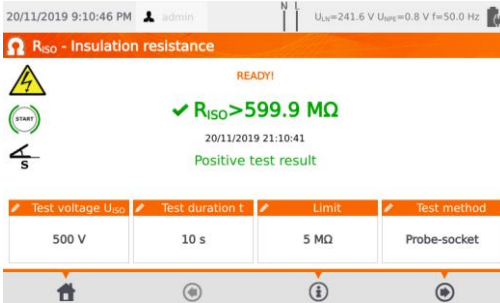 20/11/2019 9:10:46 PM admin N L ULN=241.6 V UNPE=0.8 V f=50.0 Hz
RISO - Insulation resistance
READY!
START
✔ RISO>599.9 MΩ
20/11/2019 21:10:41
S
Positive test result
Test voltage UISO Test duration t Limit Test method
500 V 10 s 5 MΩ Probe-socket